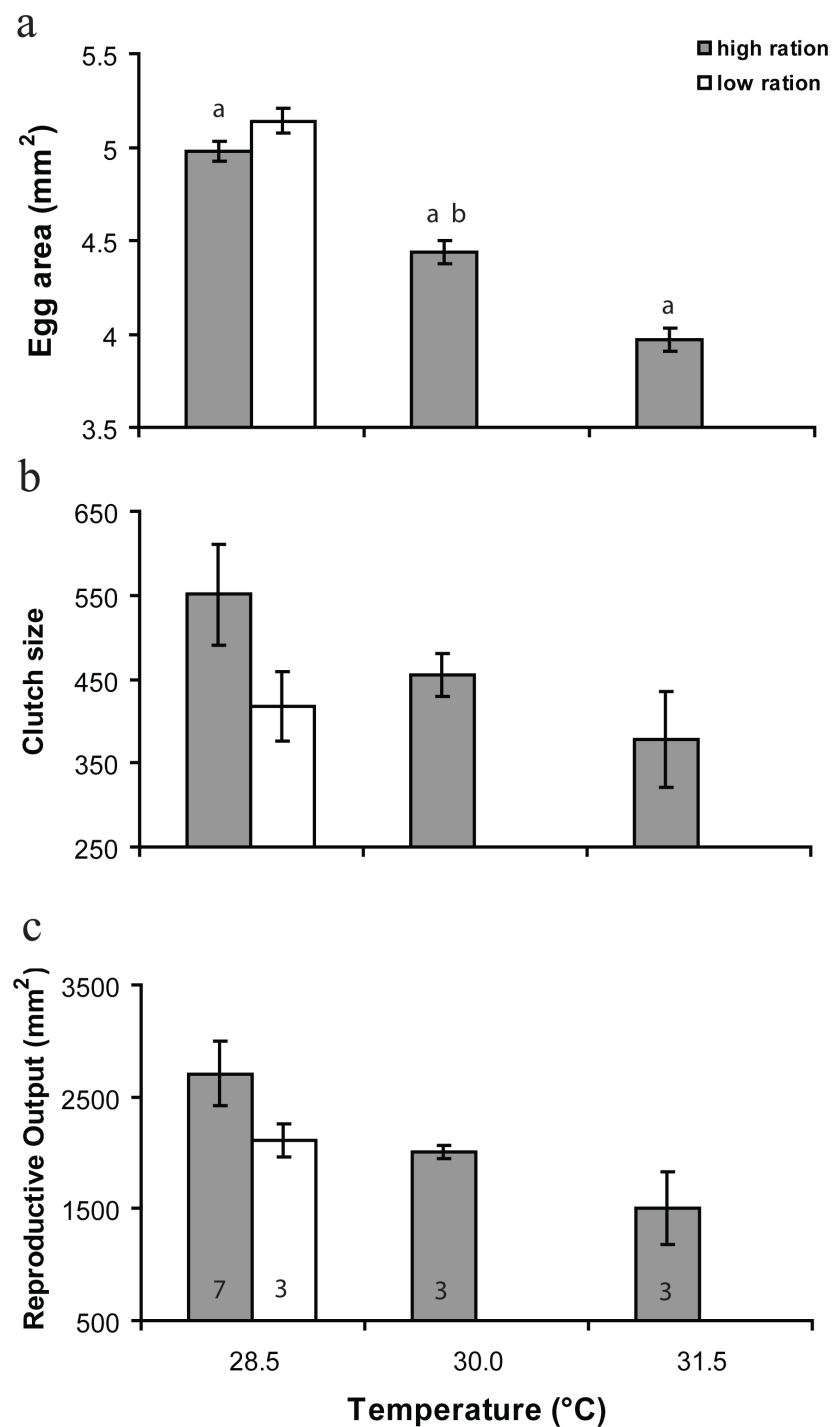 a
high ration
low ration
5.5
5
4.5
4
3.5
Egg area (mm²)
a
a b
a
b
650
550
450
350
250
Clutch size
c
3500
2500
1500
500
Reproductive Output (mm²)
7
3
3
3
28.5
30.0
31.5
Temperature (°C)